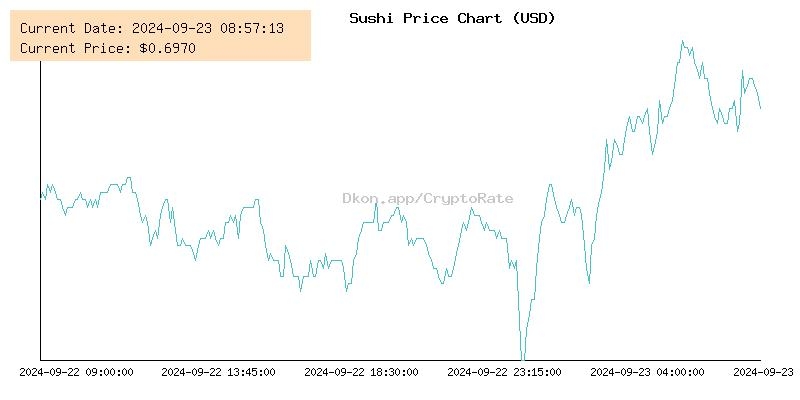 Sushi Price Chart (USD)
Current Date: 2024-09-23 08:57:13
Current Price: $0.6970
Dkon.app/CryptoRate
2024-09-22 09:00:00
2024-09-22 13:45:00
2024-09-22 18:30:00
2024-09-22 23:15:00
2024-09-23 04:00:00
2024-09-23